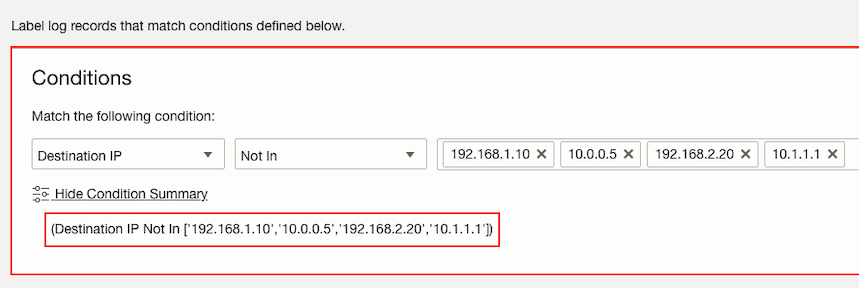 Label log records that match conditions defined below.
Conditions
Match the following condition:
Destination IP Not In 192.168.1.10 × 10.0.0.5 × 192.168.2.20 × 10.1.1.1 ×
Hide Condition Summary
(Destination IP Not In ['192.168.1.10','10.0.0.5','192.168.2.20','10.1.1.1'])